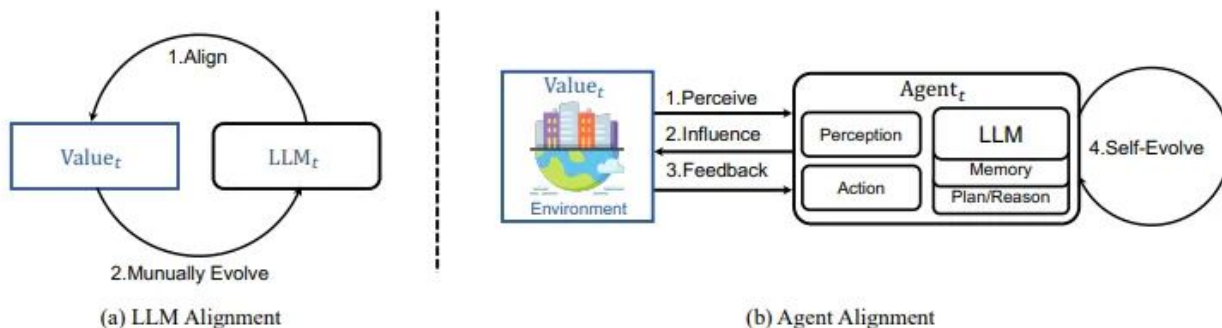 1.Align
Value_t
LLM_t
2.Munually Evolve
(a) LLM Alignment
Value_t
Environment
1.Perceive
2.Influence
3.Feedback
Agent_t
Perception
Action
LLM
Memory
Plan/Reason
4.Self-Evolve
(b) Agent Alignment